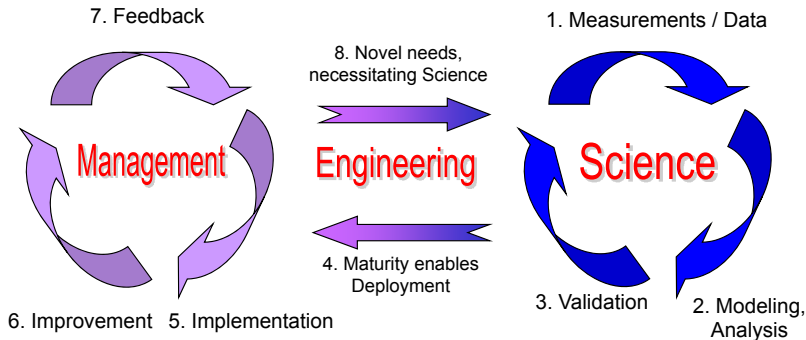 7. Feedback
1. Measurements / Data
8. Novel needs,
necessitating Science
Management
Engineering
Science
4. Maturity enables
Deployment
6. Improvement
5. Implementation
3. Validation
2. Modeling,
Analysis